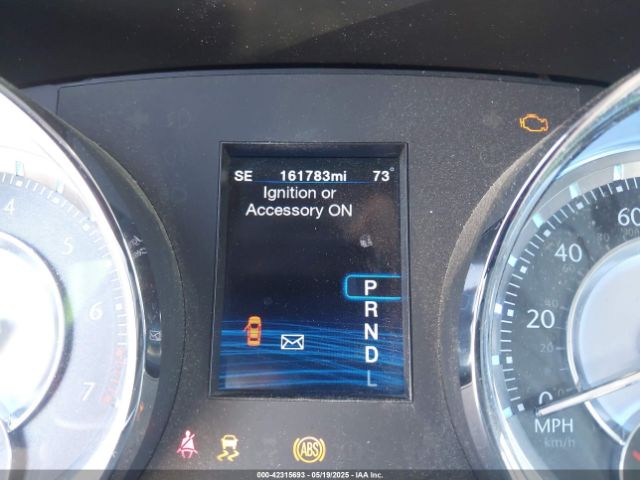 SE 161783mi 73°
Ignition or
Accessory ON
P
R
N
D
L
4
5
6
7
60
40
20
0
MPH
km/h
ABS
000-42315693 - 05/19/2025 - IAAI, Inc.